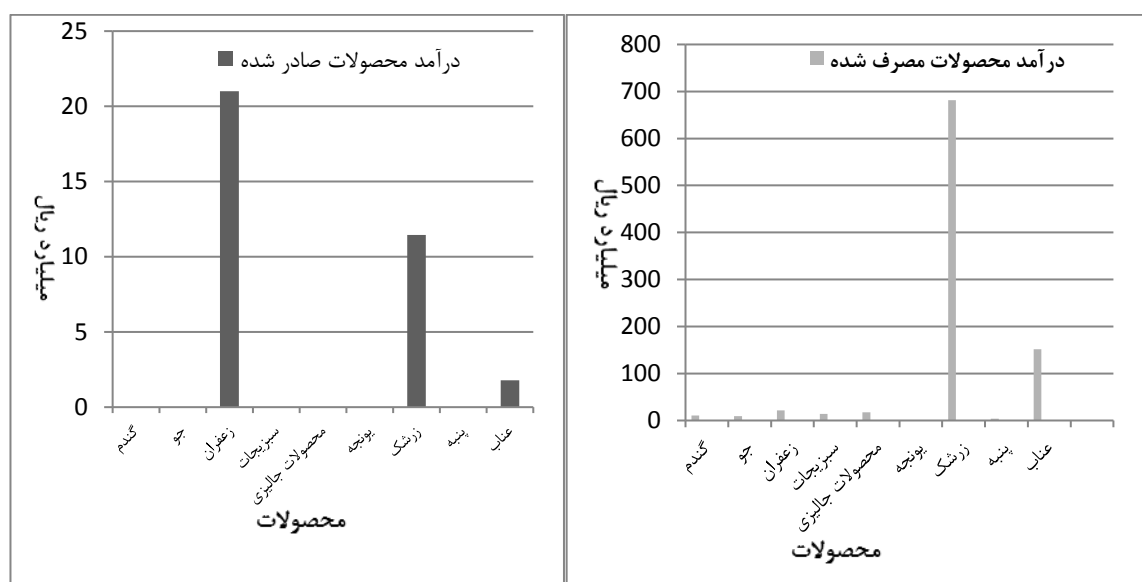 درآمد محصولات صادر شده
25
20
15
10
5
0
میلیارد ریال
گندم
جو
زعفران
سبزیجات
محصولات جالیزی
یونجه
زرشک
پنبه
عناب
محصولات
درآمد محصولات مصرف شده
800
700
600
500
400
300
200
100
0
میلیارد ریال
گندم
جو
زعفران
سبزیجات
محصولات جالیزی
یونجه
زرشک
پنبه
عناب
محصولات